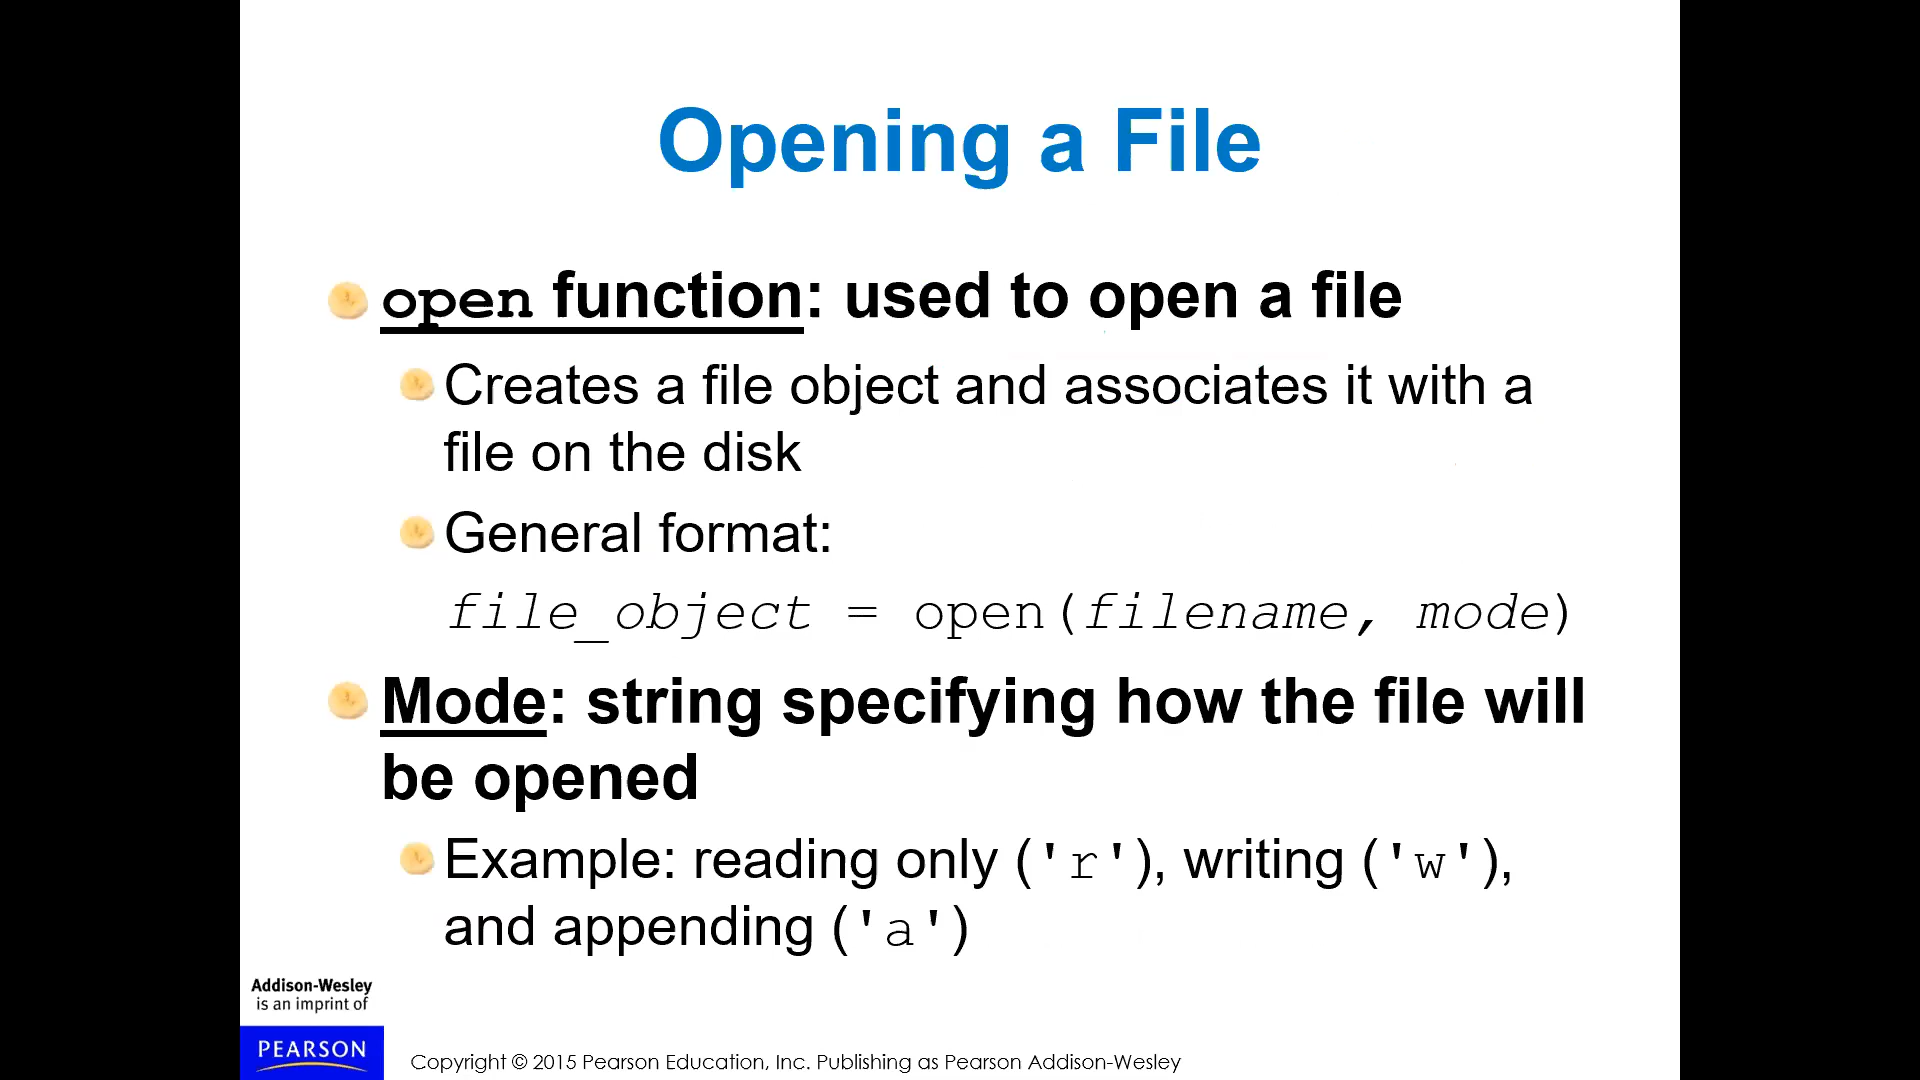 Opening a File
open function: used to open a file
Creates a file object and associates it with a
file on the disk
General format:
file_object = open(filename, mode)
Mode: string specifying how the file will
be opened
Example: reading only ('r'), writing ('w'),
and appending ('a')
Addison-Wesley
is an imprint of
PEARSON
Copyright © 2015 Pearson Education, Inc. Publishing as Pearson Addison-Wesley